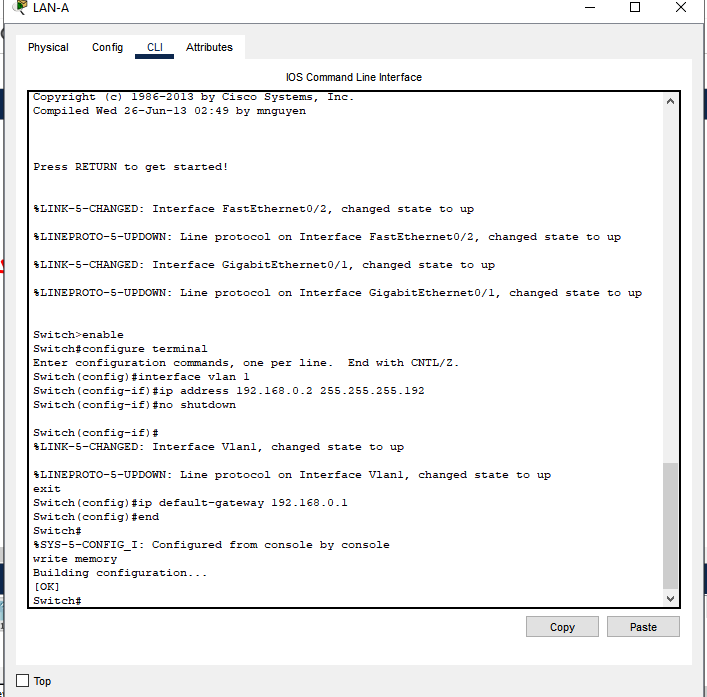 LAN-A
Physical Config CLI Attributes
IOS Command Line Interface
Copyright (c) 1986-2013 by Cisco Systems, Inc.
Compiled Wed 26-Jun-13 02:49 by mnguyen
Press RETURN to get started!
%LINK-5-CHANGED: Interface FastEthernet0/2, changed state to up
%LINEPROTO-5-UPDOWN: Line protocol on Interface FastEthernet0/2, changed state to up
%LINK-5-CHANGED: Interface GigabitEthernet0/1, changed state to up
%LINEPROTO-5-UPDOWN: Line protocol on Interface GigabitEthernet0/1, changed state to up
Switch>enable
Switch#configure terminal
Enter configuration commands, one per line.  End with CNTL/Z.
Switch(config)#interface vlan 1
Switch(config-if)#ip address 192.168.0.2 255.255.255.192
Switch(config-if)#no shutdown
Switch(config-if)#
%LINK-5-CHANGED: Interface Vlan1, changed state to up
%LINEPROTO-5-UPDOWN: Line protocol on Interface Vlan1, changed state to up
exit
Switch(config)#ip default-gateway 192.168.0.1
Switch(config)#end
Switch#
%SYS-5-CONFIG_I: Configured from console by console
write memory
Building configuration...
[OK]
Switch#
Copy Paste
Top